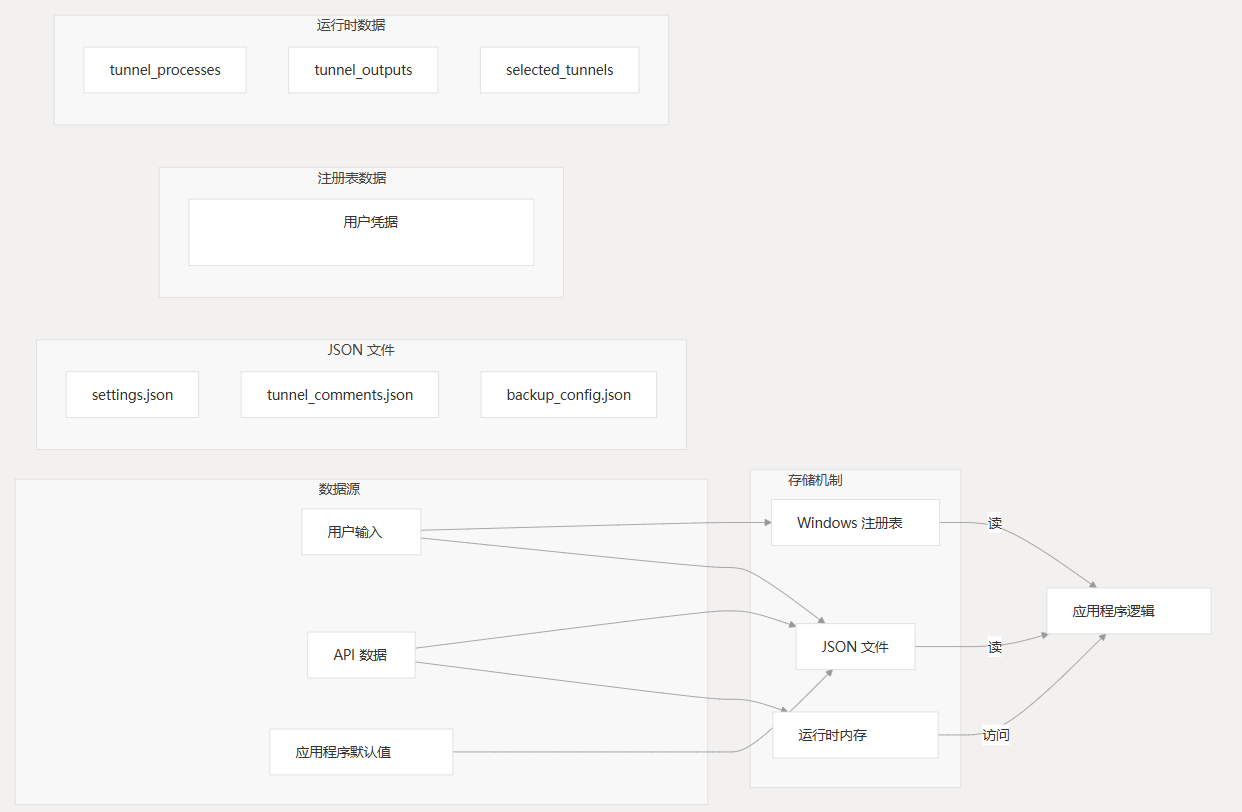 运行时数据
tunnel_processes
tunnel_outputs
selected_tunnels
注册表数据
用户凭据
JSON 文件
settings.json
tunnel_comments.json
backup_config.json
数据源
用户输入
API 数据
应用程序默认值
存储机制
Windows 注册表
JSON 文件
运行时内存
读
读
访问
应用程序逻辑